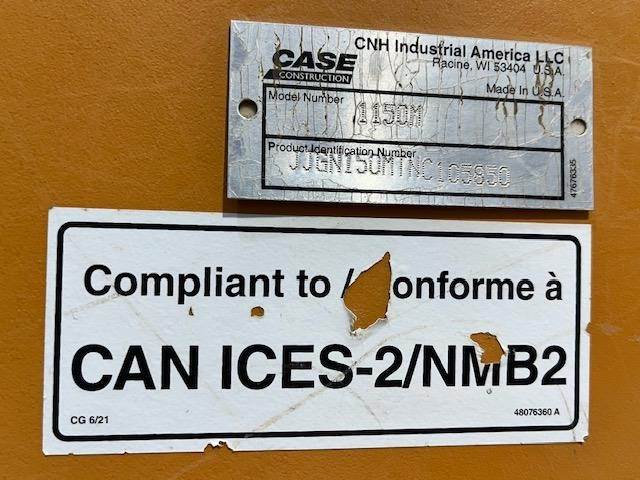 CASE
CONSTRUCTION
CNH Industrial America LLC
Racine, WI 53404 U.S.A.
Made in U.S.A.
Model Number
1150M
Product Identification Number
47676335
Compliant to / onforme à
CAN ICES-2/NMB2
CG 6/21
48076360 A